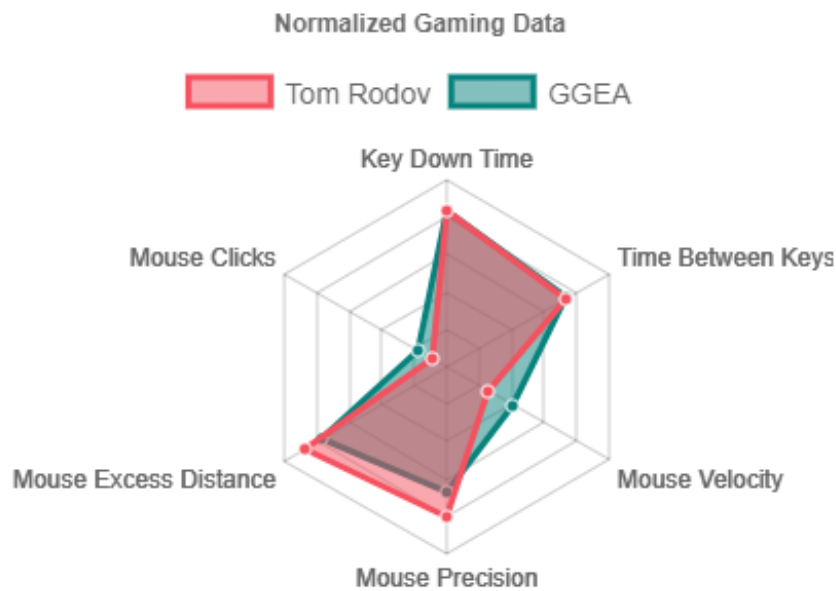 Normalized Gaming Data
Tom Rodov GGEA
Key Down Time
Mouse Clicks
Time Between Keys
Mouse Excess Distance
Mouse Velocity
Mouse Precision